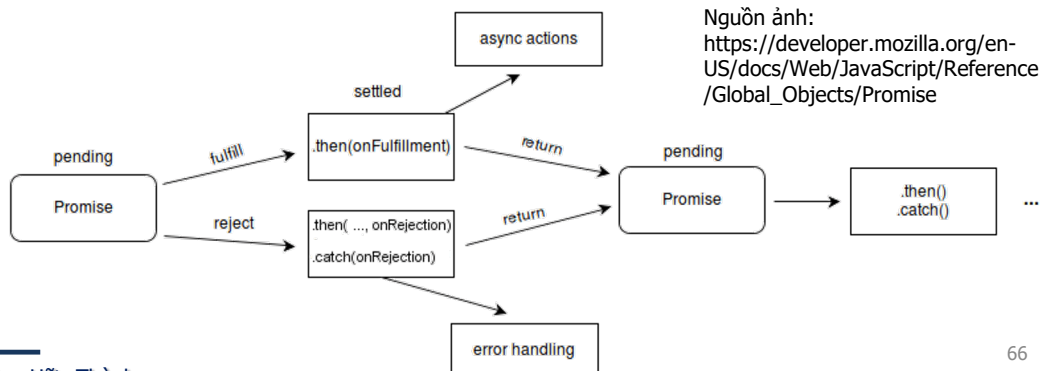 Nguồn ảnh:
https://developer.mozilla.org/en-
US/docs/Web/JavaScript/Reference
/Global_Objects/Promise
async actions
settled
.then(onFulfillment)
fulfill
return
pending
Promise
pending
Promise
.then()
.catch()
...
reject
.then( ..., onRejection)
.catch(onRejection)
return
error handling
66